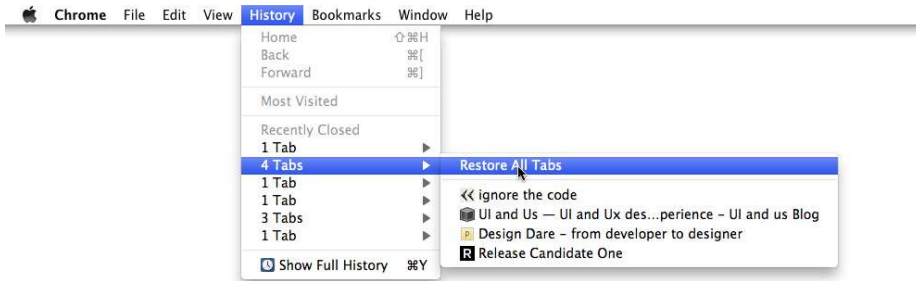 Chrome File Edit View History Bookmarks Window Help
Home ⇧⌘H
Back ⌘[
Forward ⌘]
Most Visited
Recently Closed
1 Tab
4 Tabs
1 Tab
1 Tab
3 Tabs
1 Tab
Show Full History ⌘Y
Restore All Tabs
ignore the code
UI and Us — UI and Ux des...perience – UI and us Blog
Design Dare – from developer to designer
Release Candidate One